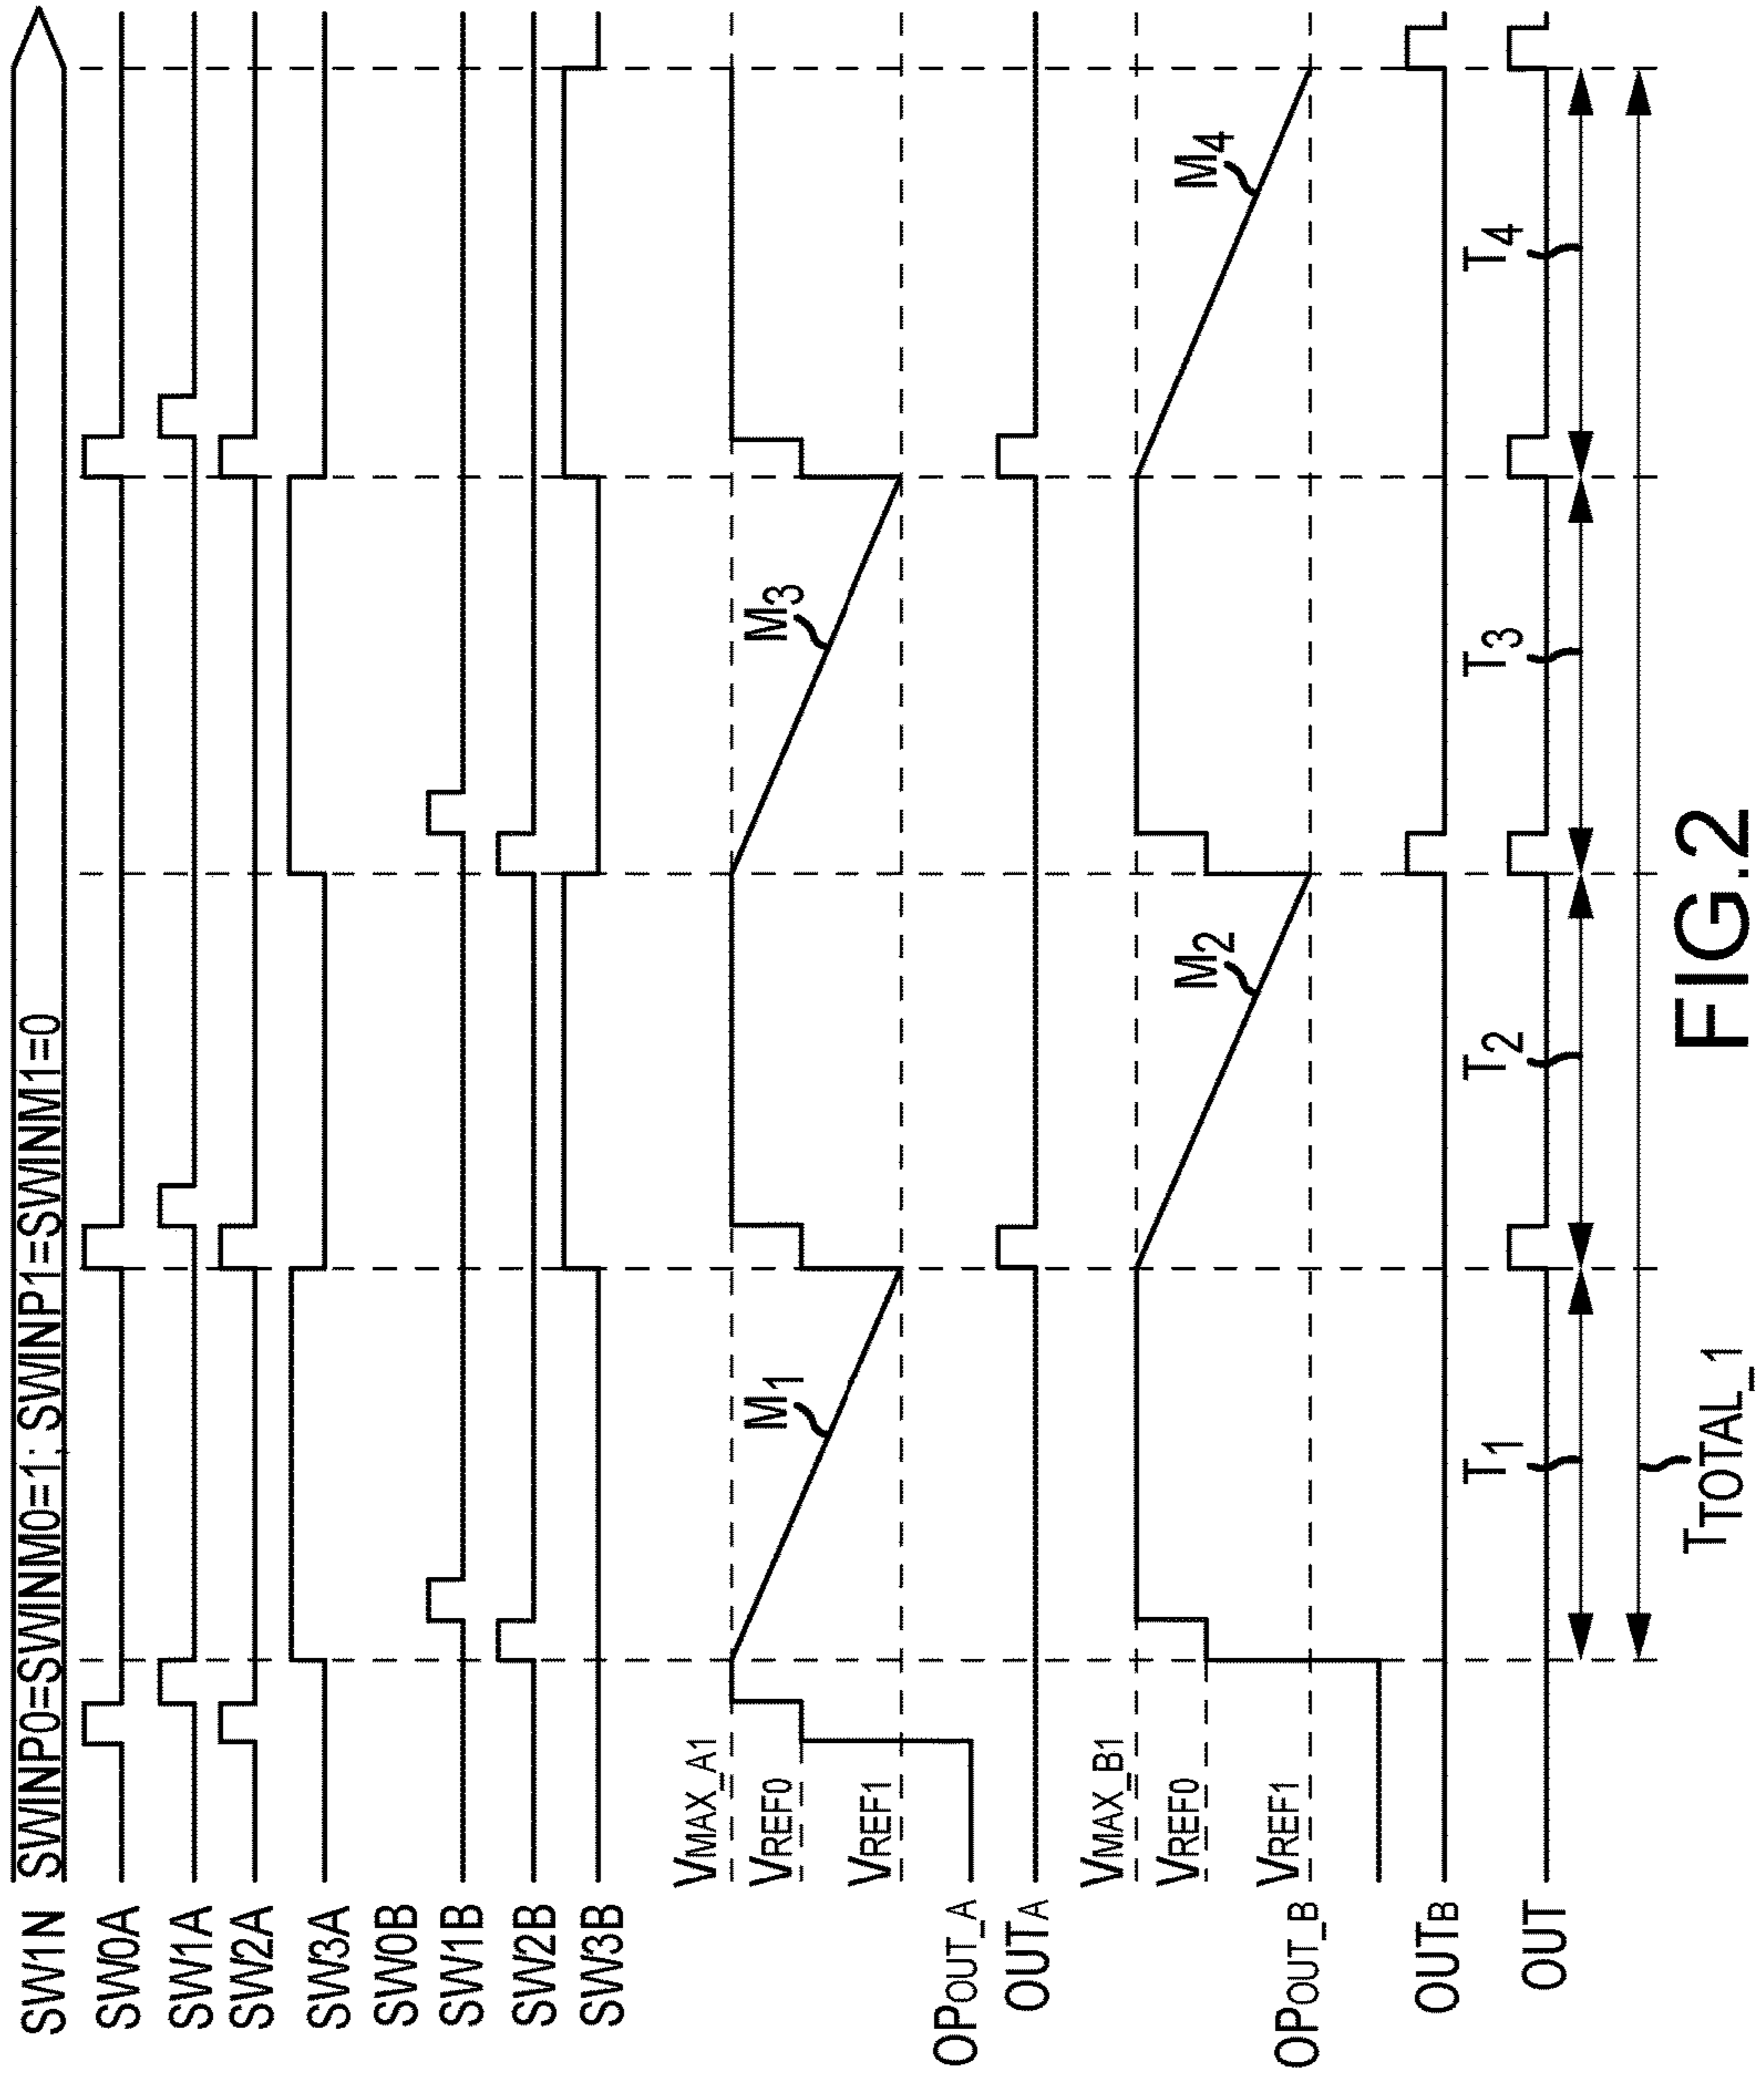 SW1N
SWINP0=SWINM0=1; SWINP1=SWINM1=0
SW0A
SW1A
SW2A
SW3A
SW0B
SW1B
SW2B
SW3B
VMAX_A1
VREF0
VREF1
M1
M3
OPOUT_A
OUTA
VMAX_B1
VREF0
VREF1
M2
M4
OPOUT_B
OUTB
OUT
T1
T2
T3
T4
TTOTAL_1
FIG.2